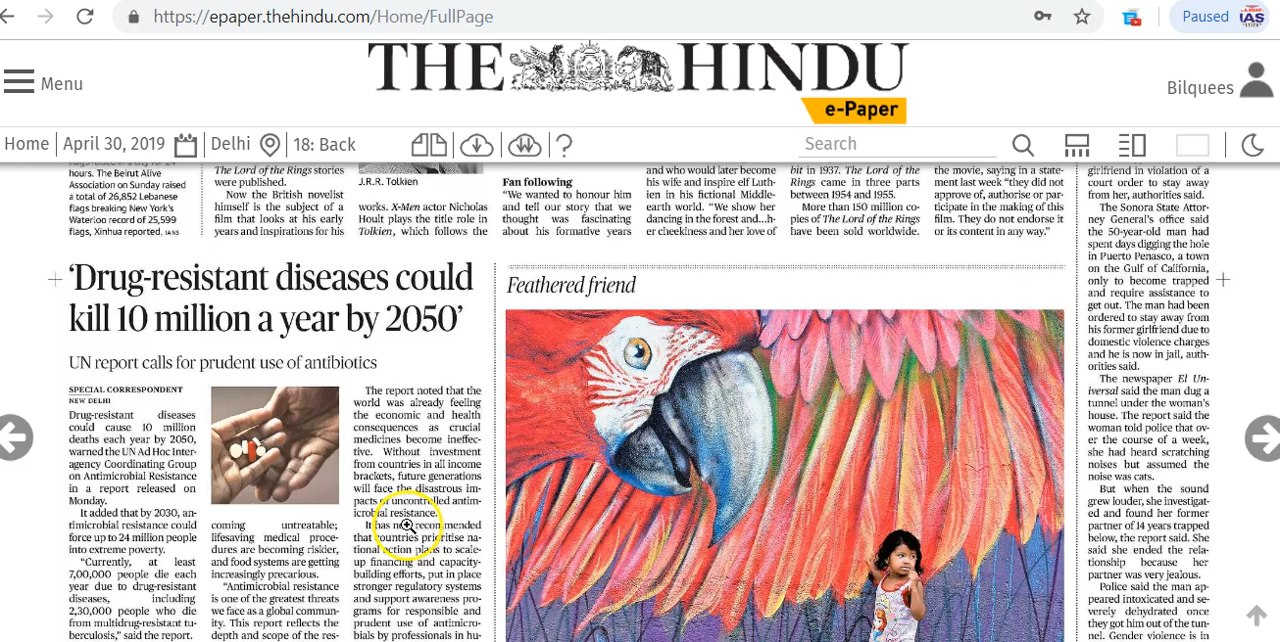 https://epaper.thehindu.com/Home/FullPage
Paused
IAS
Menu
THE HINDU
e-Paper
Bilquees
Home
April 30, 2019
Delhi
18: Back
?
Search
hours. The Beirut Alive
Association on Sunday raised
a total of 26,852 Lebanese
flags breaking New York's
Waterloo record of 25,599
flags, Xinhua reported. IANS
The Lord of the Rings stories
were published.
Now the British novelist
himself is the subject of a
film that looks at his early
years and inspirations for his
J.R.R. Tolkien
works. X-Men actor Nicholas
Hoult plays the title role in
Tolkien, which follows the
Fan following
"We wanted to honour him
and tell our story that we
thought was fascinating
about his formative years
and who would later become
his wife and inspire elf Luth-
ien in his fictional Middle-
earth world. "We show her
dancing in the forest and...h-
er cheekiness and her love of
bit in 1937. The Lord of the
Rings came in three parts
between 1954 and 1955.
More than 150 million co-
pies of The Lord of the Rings
have been sold worldwide.
the movie, saying in a state-
ment last week "they did not
approve of, authorise or par-
ticipate in the making of this
film. They do not endorse it
or its content in any way."
girlfriend in violation of a
court order to stay away
from her, authorities said.
The Sonora State Attor-
ney General's office said
the 50-year-old man had
spent days digging the hole
in Puerto Penasco, a town
on the Gulf of California,
only to become trapped
and require assistance to
get out. The man had been
ordered to stay away from
his former girlfriend due to
domestic violence charges
and he is now in jail, auth-
orities said.
The newspaper El Un-
iversal said the man dug a
tunnel under the woman's
house. The report said the
woman told police that ov-
er the course of a week,
she had heard scratching
noises but assumed the
noise was cats.
But when the sound
grew louder, she investigat-
ed and found her former
partner of 14 years trapped
below, the report said. She
said she ended the rela-
tionship because her
partner was very jealous.
Police said the man ap-
peared intoxicated and se-
verely dehydrated once
they got him out of the tun-
nel. Gender violence is in
'Drug-resistant diseases could
kill 10 million a year by 2050'
UN report calls for prudent use of antibiotics
SPECIAL CORRESPONDENT
NEW DELHI
Drug-resistant diseases
could cause 10 million
deaths each year by 2050,
warned the UN Ad Hoc Inter-
agency Coordinating Group
on Antimicrobial Resistance
in a report released on
Monday.
It added that by 2030, an-
timicrobial resistance could
force up to 24 million people
into extreme poverty.
"Currently, at least
7,00,000 people die each
year due to drug-resistant
diseases, including
2,30,000 people who die
from multidrug-resistant tu-
berculosis," said the report.
coming untreatable;
lifesaving medical proce-
dures are becoming riskier,
and food systems are getting
increasingly precarious.
"Antimicrobial resistance
is one of the greatest threats
we face as a global commun-
ity. This report reflects the
depth and scope of the res-
The report noted that the
world was already feeling
the economic and health
consequences as crucial
medicines become ineffec-
tive. Without investment
from countries in all income
brackets, future generations
will face the disastrous im-
pacts of uncontrolled antim-
icrobial resistance.
It has now recommended
that countries prioritise na-
tional action plans to scale-
up financing and capacity-
building efforts, put in place
stronger regulatory systems
and support awareness pro-
grams for responsible and
prudent use of antimicro-
bials by professionals in hu-
Feathered friend